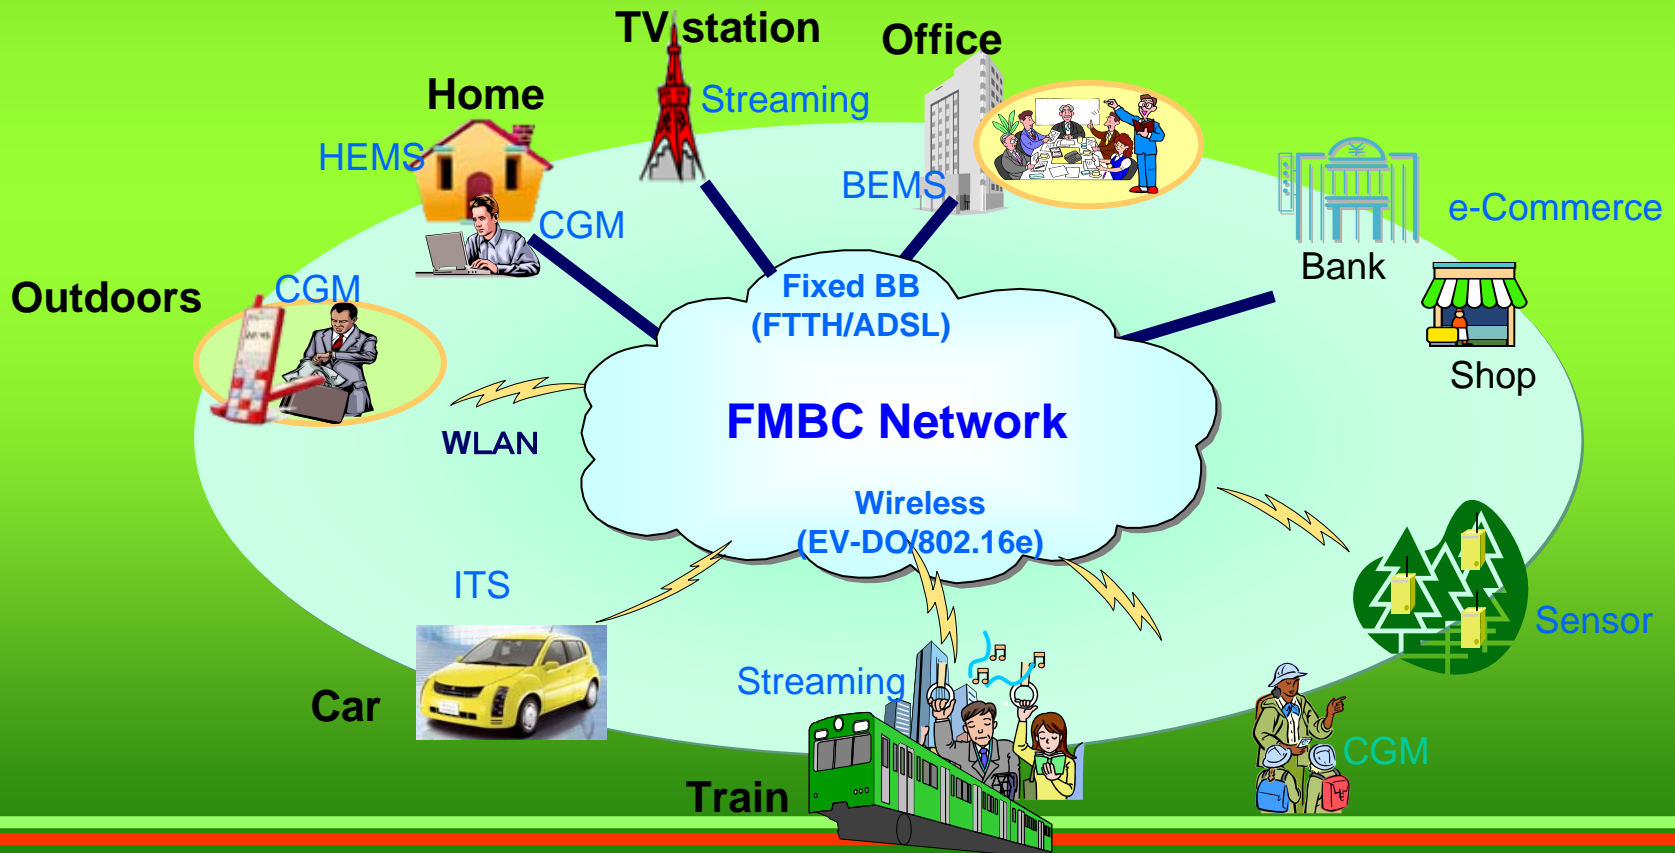 TV station
Office
Home
Streaming
HEMS
BEMS
CGM
e-Commerce
Bank
Outdoors
CGM
Fixed BB
(FTTH/ADSL)
Shop
FMBC Network
WLAN
Wireless
(EV-DO/802.16e)
ITS
Sensor
Car
Streaming
CGM
Train
¥